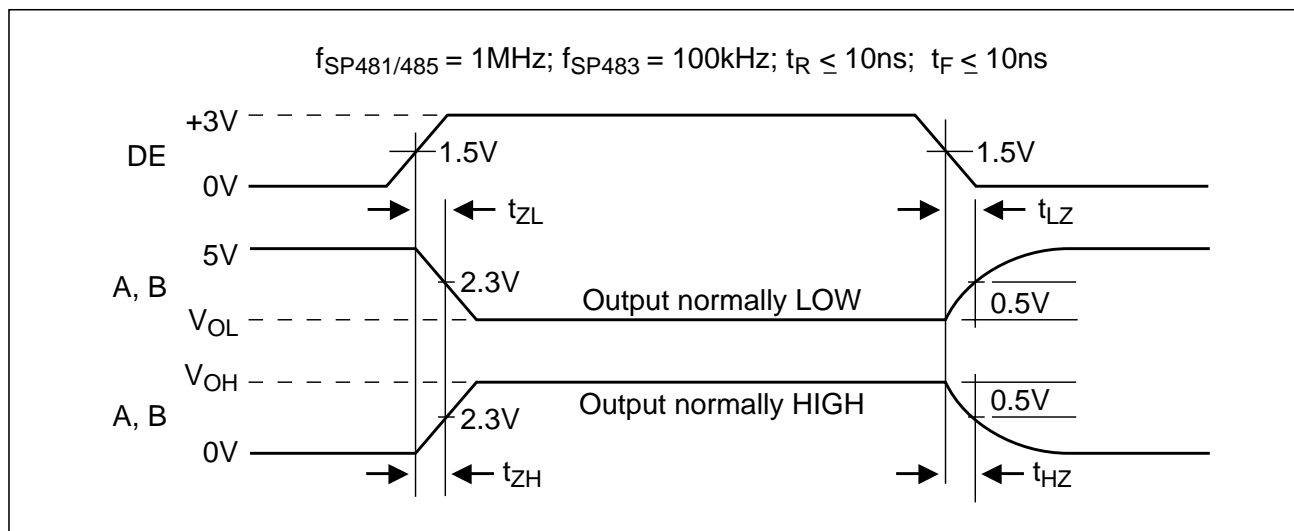 fSP481/485 = 1MHz; fSP483 = 100kHz; tR ≤ 10ns; tF ≤ 10ns
+3V
DE
1.5V
1.5V
0V
tZL
tLZ
5V
A, B
2.3V
Output normally LOW
0.5V
VOL
VOH
A, B
2.3V
Output normally HIGH
0.5V
0V
tZH
tHZ